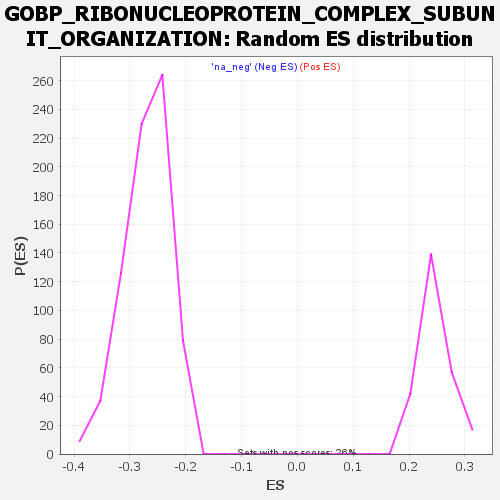 GOBP_RIBONUCLEOPROTEIN_COMPLEX_SUBUN
IT_ORGANIZATION: Random ES distribution
'na_neg' (Neg ES) (Pos ES)
260
240
220
200
180
160
140
120
100
80
60
40
20
0
P(ES)
Sets with pos scores: 26%
-0.4 -0.3 -0.2 -0.1 0.0 0.1 0.2 0.3
ES